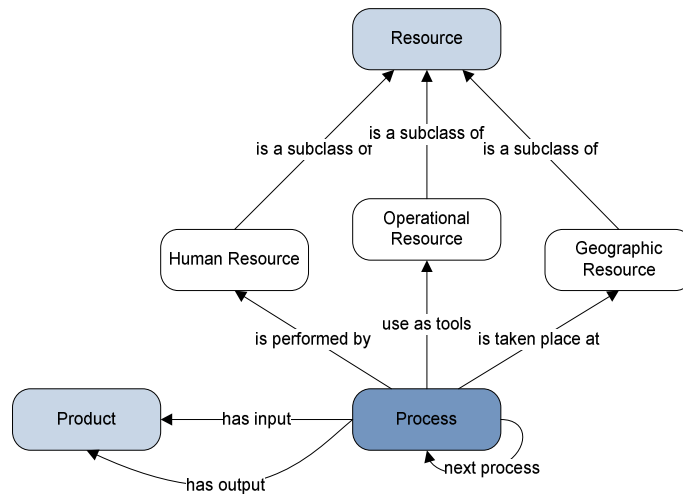 Resource
is a subclass of
is a subclass of
is a subclass of
Human Resource
Operational
Resource
Geographic
Resource
is performed by
use as tools
is taken place at
Product
has input
Process
has output
next process